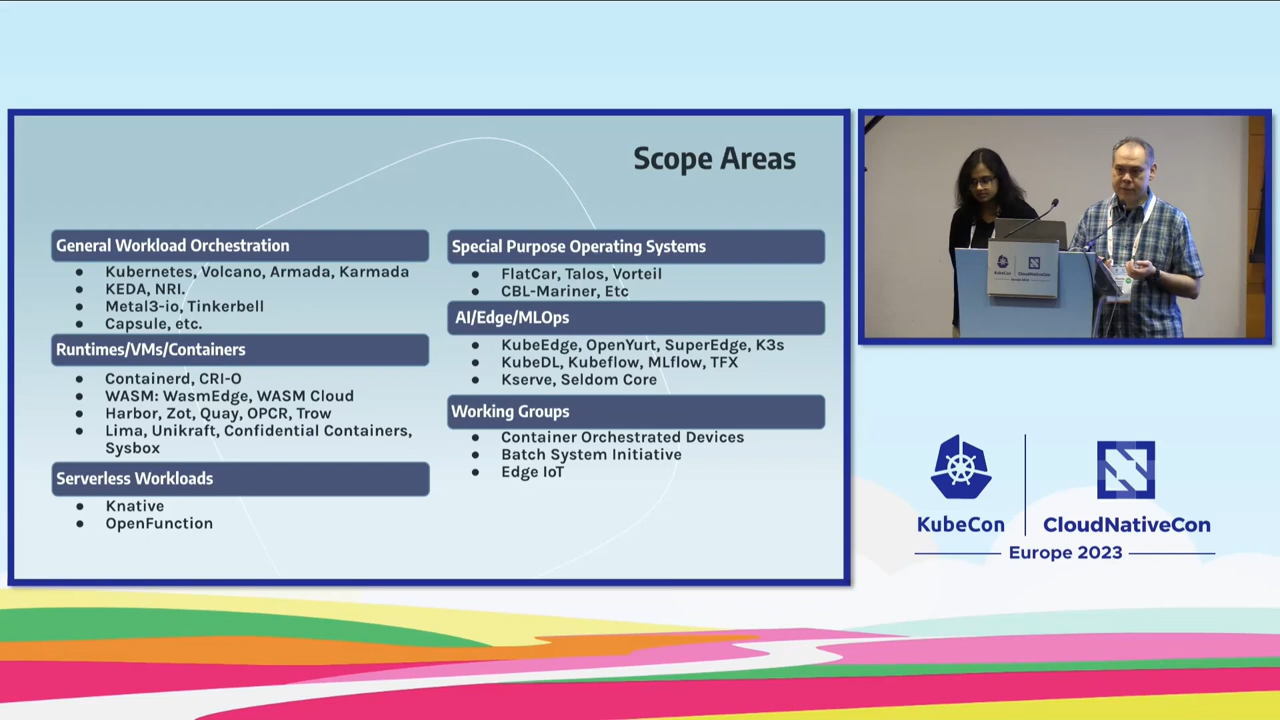 Scope Areas
General Workload Orchestration
● Kubernetes, Volcano, Armada, Karmada
● KEDA, NRI.
● Metal3-io, Tinkerbell
● Capsule, etc.
Runtimes/VMs/Containers
● Containerd, CRI-O
● WASM: WasmEdge, WASM Cloud
● Harbor, Zot, Quay, OPCR, Trow
● Lima, Unikraft, Confidential Containers,
Sysbox
Serverless Workloads
● Knative
● OpenFunction
Special Purpose Operating Systems
● FlatCar, Talos, Vorteil
● CBL-Mariner, Etc
AI/Edge/MLOps
● KubeEdge, OpenYurt, SuperEdge, K3s
● KubeDL, Kubeflow, MLflow, TFX
● Kserve, Seldom Core
Working Groups
● Container Orchestrated Devices
● Batch System Initiative
● Edge IoT
KubeCon
CloudNativeCon
KubeCon
CloudNativeCon
Europe 2023